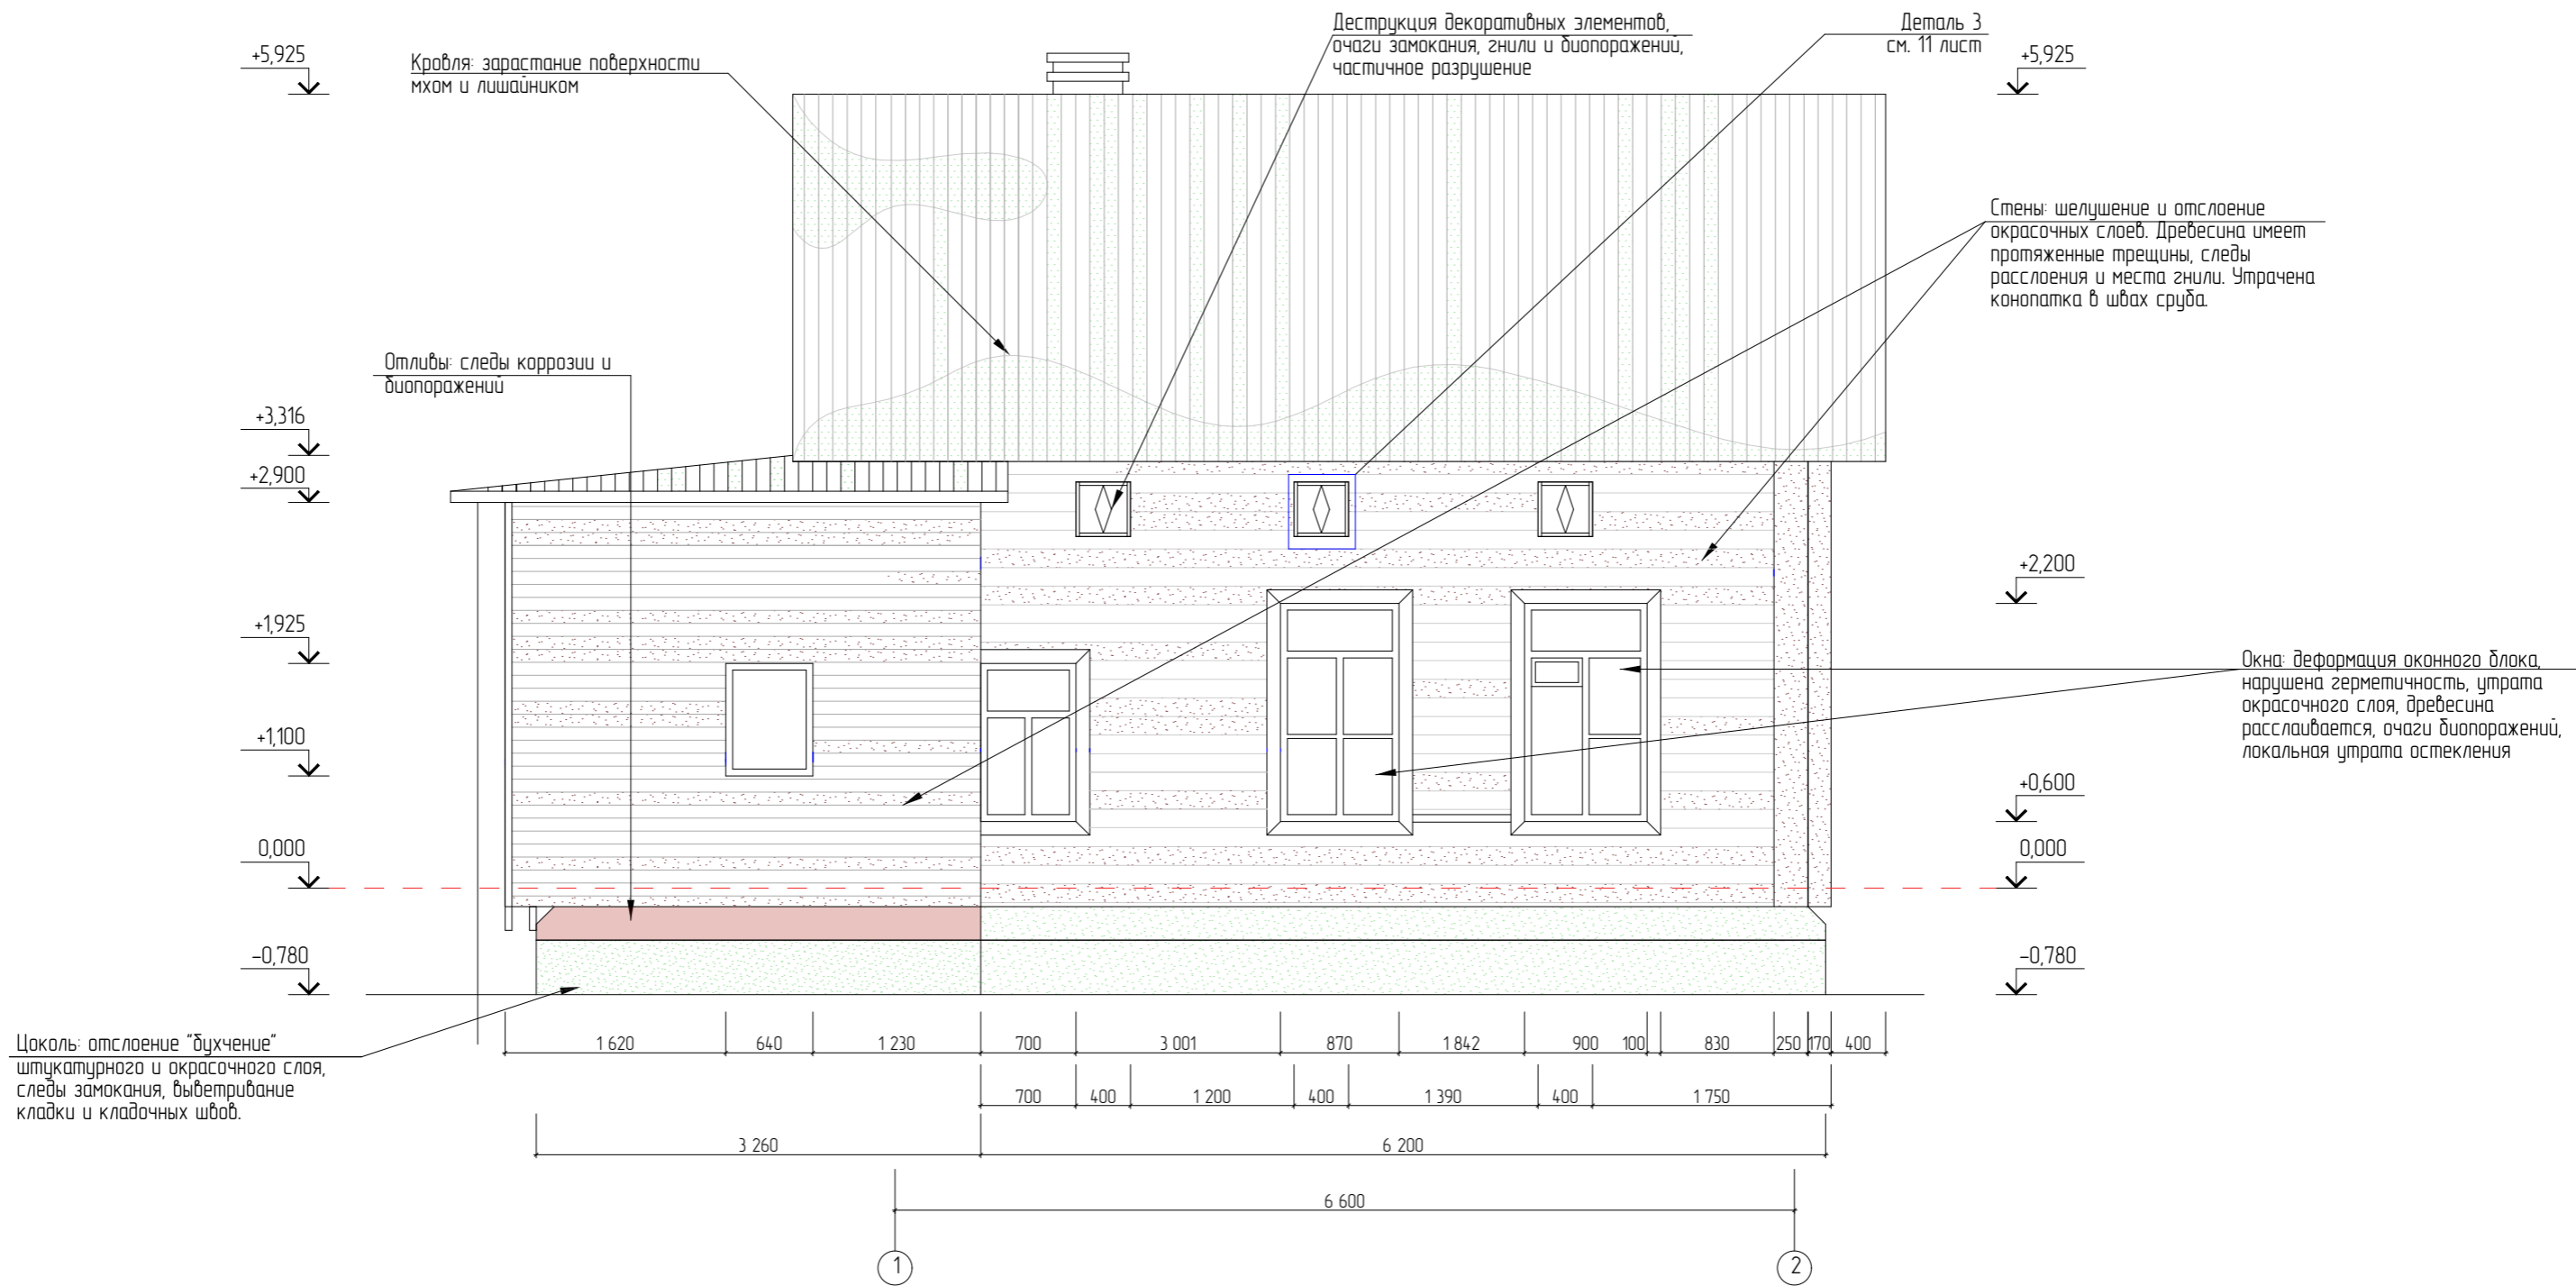 Деструкция декоративных элементов,
очаги замокания, гнили и биопоражений,
частичное разрушение
Деталь 3
см. 11 лист
+5,925
Кровля: зарастание поверхности
мхом и лишайником
+5,925
Стены: шелушение и отслоение
окрасочных слоев. Древесина имеет
протяженные трещины, следы
расслоения и места гнили. Утрачена
конопатка в швах сруба.
Отливы: следы коррозии и
биопоражений
+3,316
+2,900
+2,200
+1,925
Окна: деформация оконного блока,
нарушена герметичность, утрата
окрасочного слоя, древесина
расслаивается, очаги биопоражений,
локальная утрата остекления
+1,100
+0,600
0,000
0,000
-0,780
-0,780
Цоколь: отслоение "бухчение"
штукатурного и окрасочного слоя,
следы замокания, выветривание
кладки и кладочных швов.
1 620 640 1 230 700 3 001 870 1 842 900 100 830 250 170 400
700 400 1 200 400 1 390 400 1 750
3 260 6 200
6 600
1 2